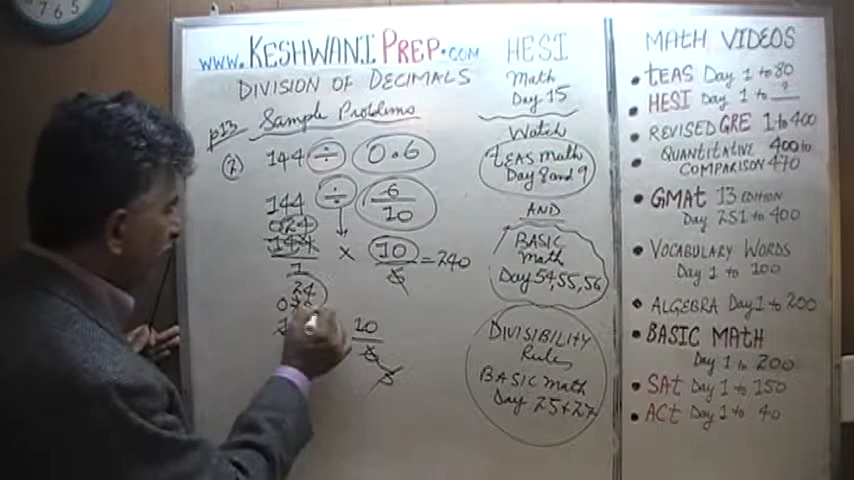 7 6 5
www.KESHWANIPREP.com
DIVISION OF DECIMALS
p13 Sample Problems
(2) 144 ÷ 0.6
144 ÷ 6/10
024
144/1 × 10/6 = 240
24
10
HESI
Math
Day 15
Watch
TEAS Math
Day 8 and 9
AND
BASIC
Math
Day 54,55,56
DIVISIBILITY
Rules
BASIC Math
Day 25+27
MATH VIDEOS
• TEAS Day 1 to 80
• HESI Day 1 to ?
• REVISED GRE 1 to 400
• QUANTITATIVE 400 to
COMPARISON 470
• GMAT 13 EDITION
Day 251 to 400
• VOCABULARY WORDS
Day 1 to 100
• ALGEBRA Day 1 to 200
• BASIC MATH
Day 1 to 200
• SAT Day 1 to 150
• ACT Day 1 to 40